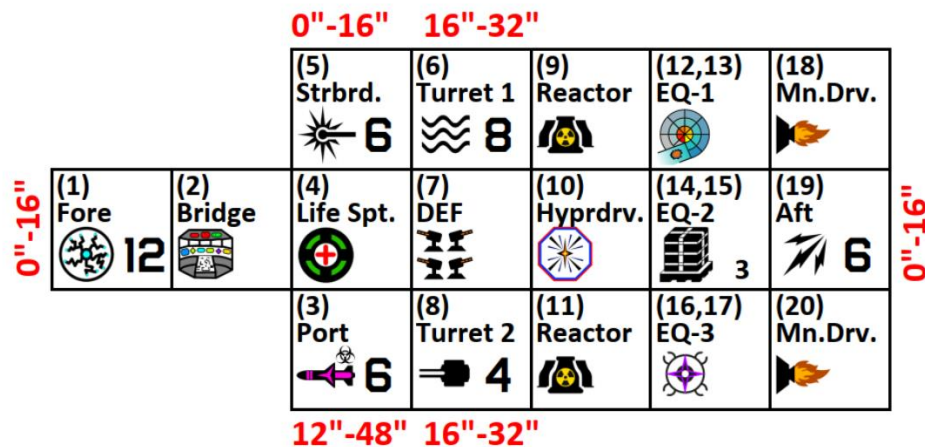 0"-16" 16"-32"
(5) (6) (9) (12,13) (18)
Strbrd. Turret 1 Reactor EQ-1 Mn.Drv.
6 8
0"-16"
(1) (2) (4) (7) (10) (14,15) (19)
Fore Bridge Life Spt. DEF Hyprdrv. EQ-2 Aft
12 3 6
0"-16"
(3) (8) (11) (16,17) (20)
Port Turret 2 Reactor EQ-3 Mn.Drv.
6 4
12"-48" 16"-32"